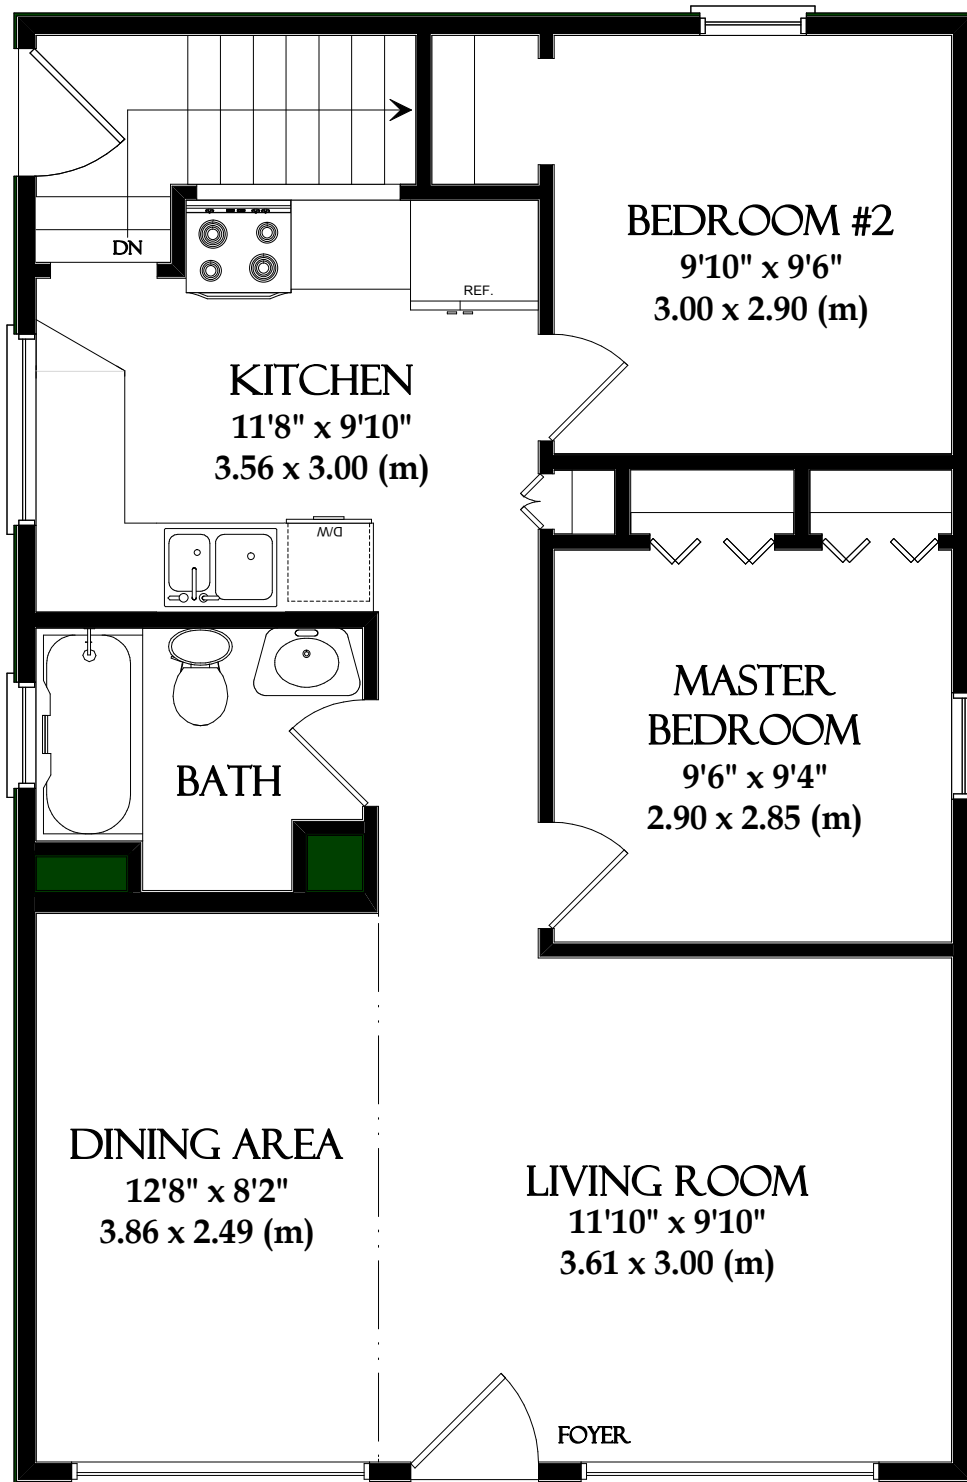 BEDROOM #2
9'10" x 9'6"
3.00 x 2.90 (m)
DN
REF.
KITCHEN
11'8" x 9'10"
3.56 x 3.00 (m)
D/W
MASTER
BEDROOM
9'6" x 9'4"
2.90 x 2.85 (m)
BATH
DINING AREA
12'8" x 8'2"
3.86 x 2.49 (m)
LIVING ROOM
11'10" x 9'10"
3.61 x 3.00 (m)
FOYER